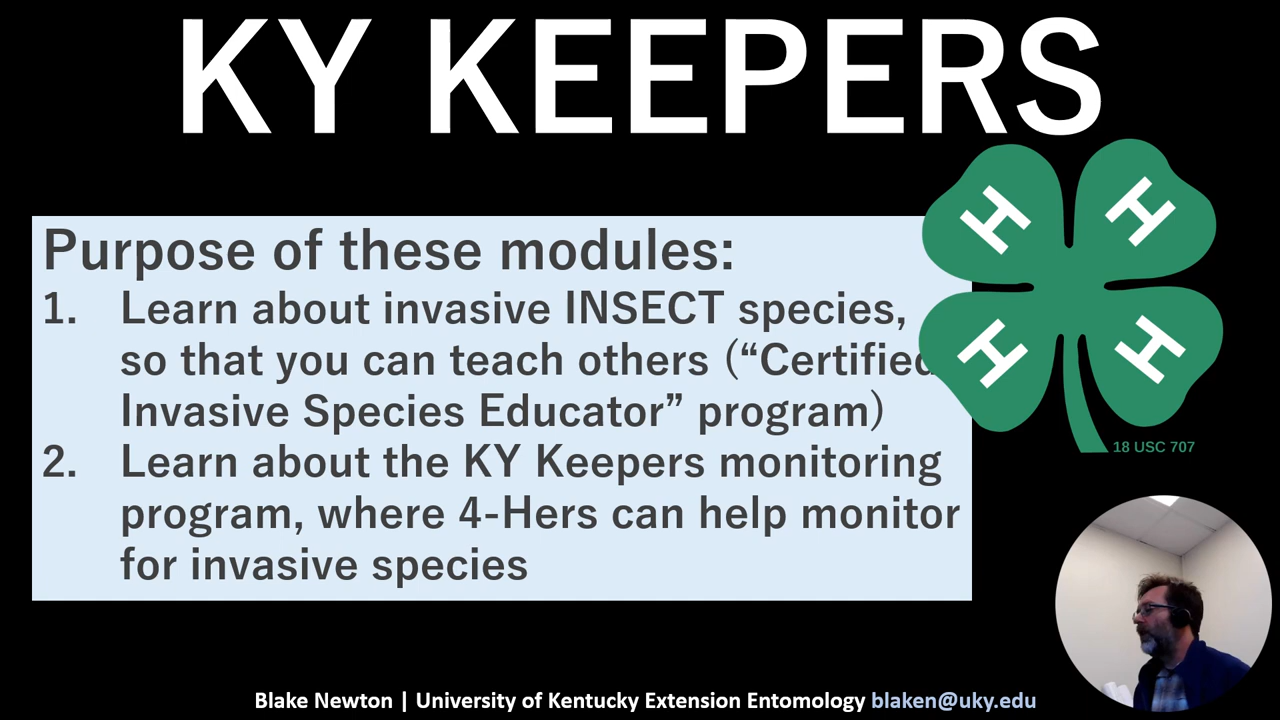 KY KEEPERS
Purpose of these modules:
1. Learn about invasive INSECT species,
so that you can teach others (“Certified
Invasive Species Educator” program)
2. Learn about the KY Keepers monitoring
program, where 4-Hers can help monitor
for invasive species
H H
H H
18 USC 707
Blake Newton | University of Kentucky Extension Entomology blaken@uky.edu